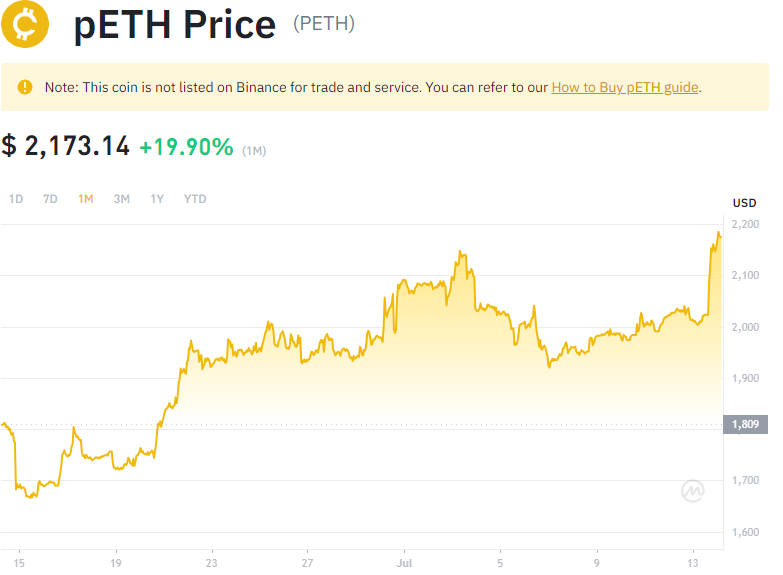 pETH Price (PETH)
Note: This coin is not listed on Binance for trade and service. You can refer to our How to Buy pETH guide.
$ 2,173.14 +19.90% (1M)
1D 7D 1M 3M 1Y YTD
USD
2,200
2,100
2,000
1,900
1,809
1,700
1,600
15 19 23 27 Jul 5 9 13